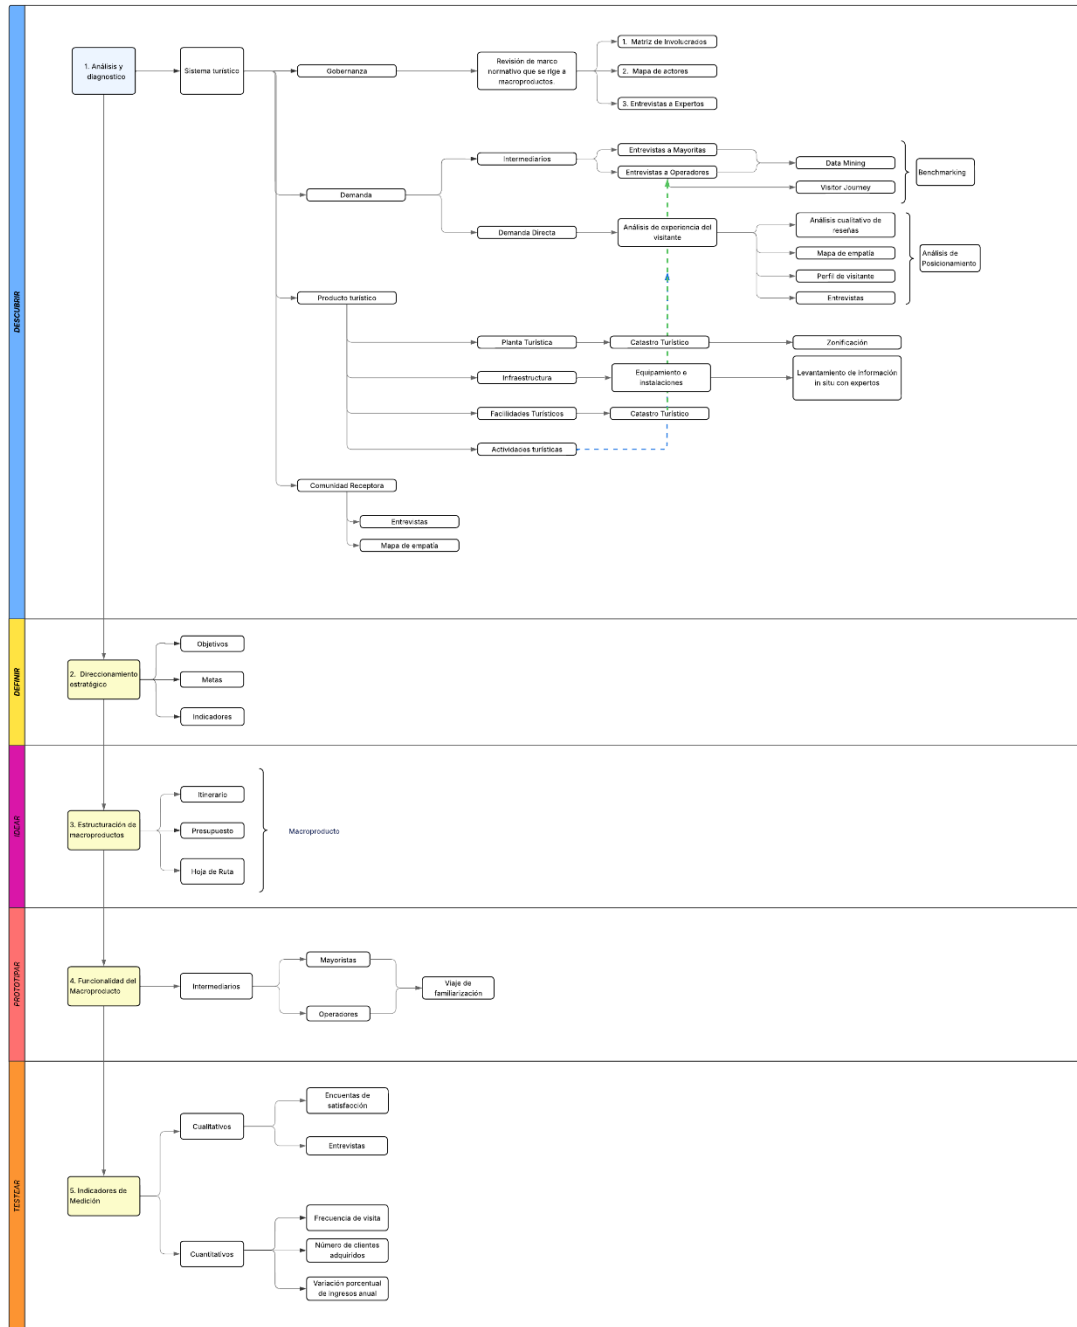 DESCUBRIR
1. Análisis y
diagnostico
Sistema turístico
Gobernanza
Revisión de marco
normativo que se rige a
macroproductos.
1. Matriz de Involucrados
2. Mapa de actores
3. Entrevistas a Expertos
Demanda
Intermediarios
Entrevistas a Mayoritas
Entrevistas a Operadores
Data Mining
Visitor Journey
Benchmarking
Demanda Directa
Análisis de experiencia del
visitante
Análisis cualitativo de
reseñas
Mapa de empatía
Perfil de visitante
Entrevistas
Análisis de
Posicionamiento
Producto turístico
Planta Turística
Catastro Turístico
Zonificación
Infraestructura
Equipamiento e
instalaciones
Levantamiento de información
in situ con expertos
Facilidades Turísticos
Catastro Turístico
Actividades turísticas
Comunidad Receptora
Entrevistas
Mapa de empatía
DEFINIR
2. Direccionamiento
estratégico
Objetivos
Metas
Indicadores
IDEAR
3. Estructuración de
macroproductos
Itinerario
Presupuesto
Hoja de Ruta
Macroproducto
PROTOTIPAR
4. Funcionalidad del
Macroproducto
Intermediarios
Mayoristas
Operadores
Viaje de
familiarización
TESTEAR
5. Indicadores de
Medición
Cualitativos
Encuentas de
satisfacción
Entrevistas
Cuantitativos
Frecuencia de visita
Número de clientes
adquiridos
Variación porcentual
de ingresos anual